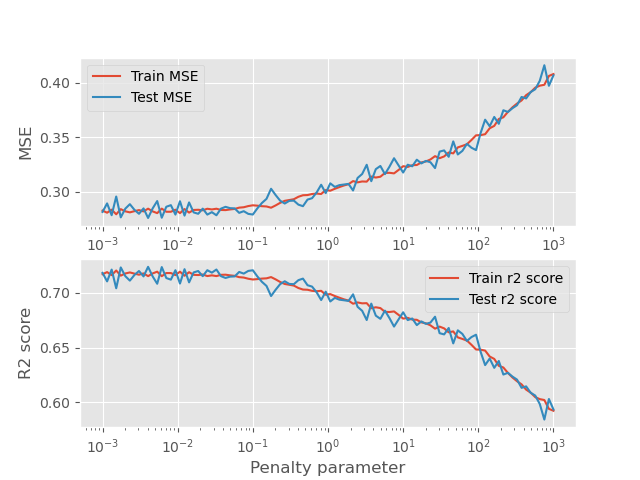 Train MSE
Test MSE
0.40
0.35
0.30
MSE
10⁻³ 10⁻² 10⁻¹ 10⁰ 10¹ 10² 10³
Train r2 score
Test r2 score
0.70
0.65
0.60
R2 score
10⁻³ 10⁻² 10⁻¹ 10⁰ 10¹ 10² 10³
Penalty parameter